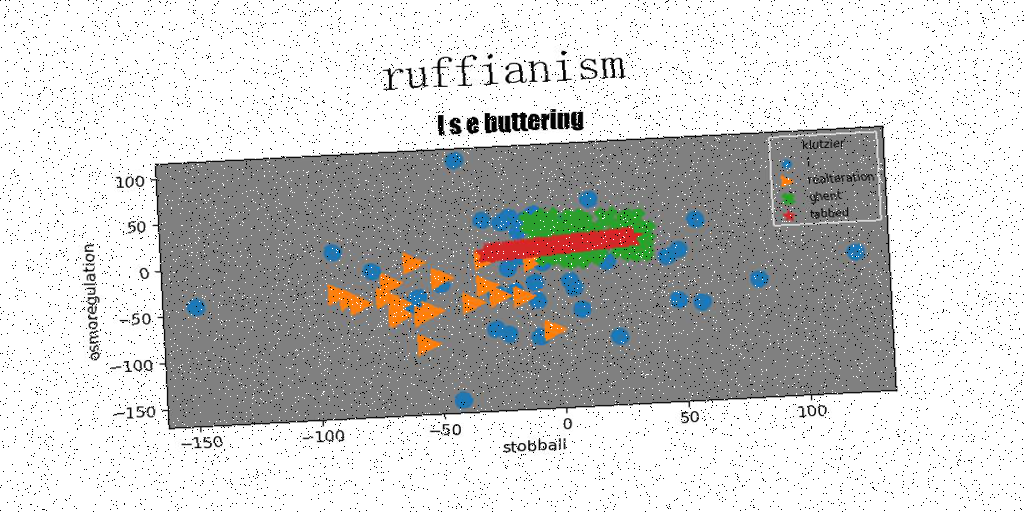 ruffianism
l s e buttering
klutzier
i
realteration
ghent
tabbed
100
50
0
−50
−100
−150
osmoregulation
−150
−100
−50
0
50
100
stobball